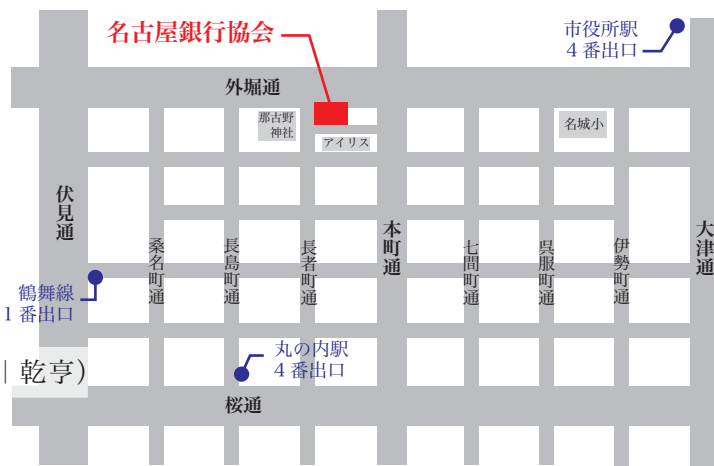 名古屋銀行協会
市役所駅
4 番出口
外堀通
那古野
神社
アイリス
名城小
伏見通
桑名町通
長島町通
長者町通
本町通
七間町通
呉服町通
伊勢町通
大津通
鶴舞線
1 番出口
丸の内駅
4 番出口
| 乾亨)
桜通